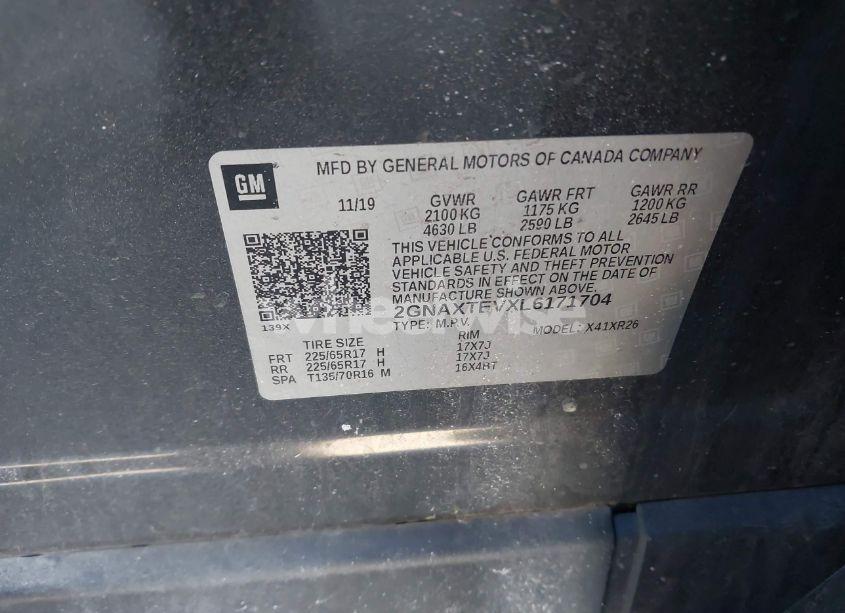 GM
MFD BY GENERAL MOTORS OF CANADA COMPANY
11/19
GVWR
2100 KG
4630 LB
GAWR FRT
1175 KG
2590 LB
GAWR RR
1200 KG
2645 LB
THIS VEHICLE CONFORMS TO ALL
APPLICABLE U.S. FEDERAL MOTOR
VEHICLE SAFETY AND THEFT PREVENTION
STANDARDS IN EFFECT ON THE DATE OF
MANUFACTURE SHOWN ABOVE.
2GNAXTEVXL6171704
139X
TYPE: M.P.V.
MODEL: X41XR26
TIRE SIZE
RIM
FRT 225/65R17 H 17X7J
RR 225/65R17 H 17X7J
SPA T135/70R16 M 16X4BT